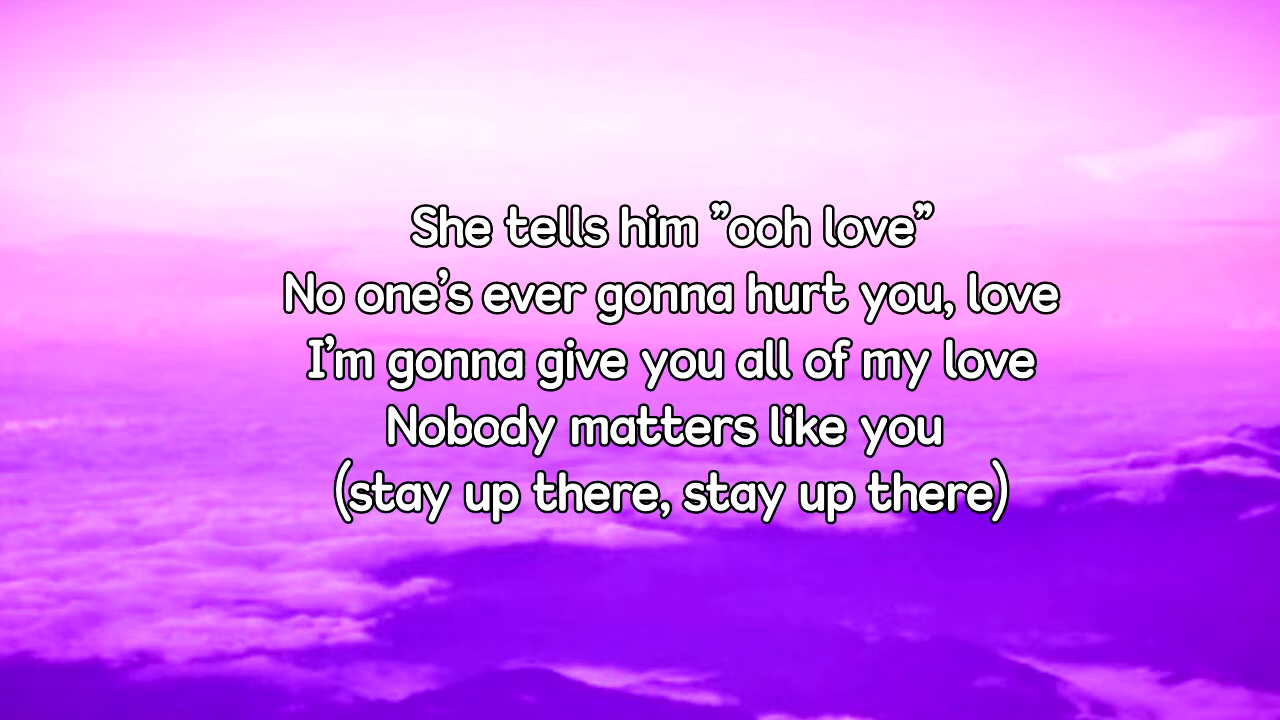 She tells him ”ooh love”
No one’s ever gonna hurt you, love
I’m gonna give you all of my love
Nobody matters like you
(stay up there, stay up there)